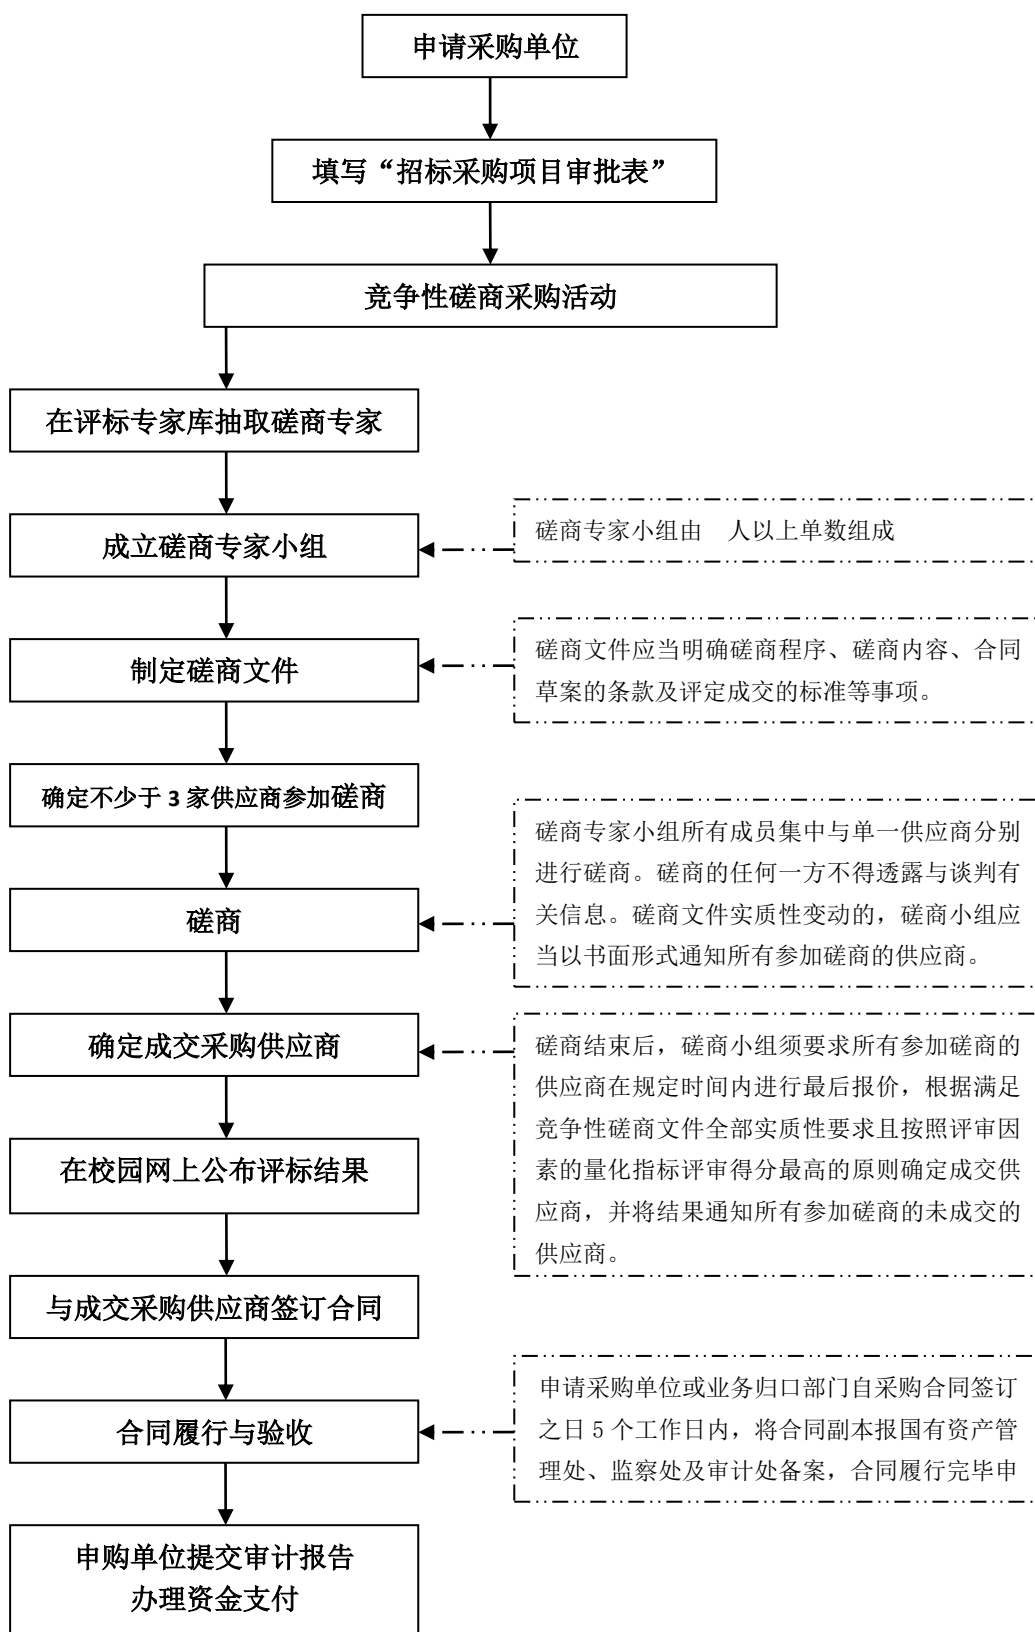 申请采购单位
填写“招标采购项目审批表”
竞争性磋商采购活动
在评标专家库抽取磋商专家
成立磋商专家小组
磋商专家小组由　人以上单数组成
制定磋商文件
磋商文件应当明确磋商程序、磋商内容、合同
草案的条款及评定成交的标准等事项。
确定不少于 3 家供应商参加磋商
磋商
磋商专家小组所有成员集中与单一供应商分别
进行磋商。磋商的任何一方不得透露与谈判有
关信息。磋商文件实质性变动的，磋商小组应
当以书面形式通知所有参加磋商的供应商。
确定成交采购供应商
磋商结束后，磋商小组须要求所有参加磋商的
供应商在规定时间内进行最后报价，根据满足
竞争性磋商文件全部实质性要求且按照评审因
素的量化指标评审得分最高的原则确定成交供
应商，并将结果通知所有参加磋商的未成交的
供应商。
在校园网上公布评标结果
与成交采购供应商签订合同
合同履行与验收
申请采购单位或业务归口部门自采购合同签订
之日 5 个工作日内，将合同副本报国有资产管
理处、监察处及审计处备案，合同履行完毕申
申购单位提交审计报告
办理资金支付